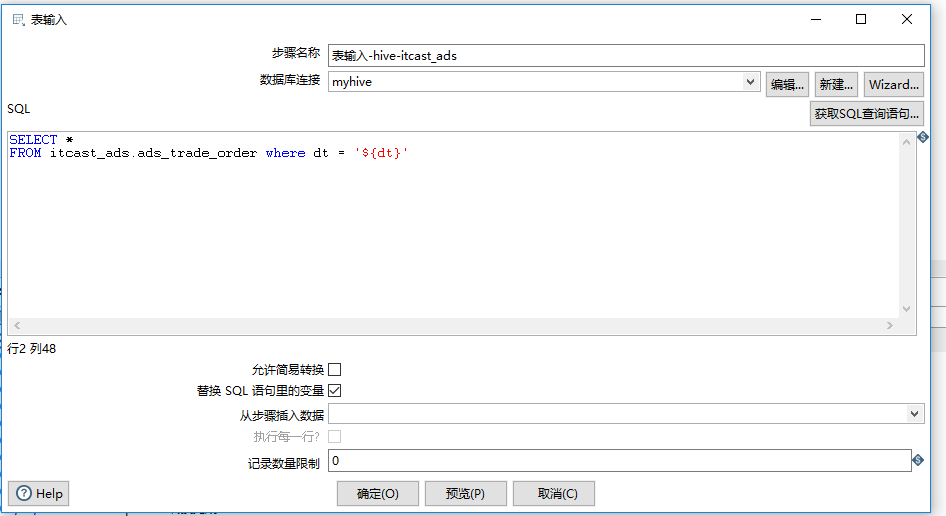 表输入
步骤名称 表输入-hive-itcast_ads
数据库连接 myhive 编辑... 新建... Wizard...
SQL 获取SQL查询语句...
SELECT *
FROM itcast_ads.ads_trade_order where dt = '${dt}'
行2 列48
允许简易转换
替换 SQL 语句里的变量
从步骤插入数据
执行每一行?
记录数量限制 0
Help 确定(O) 预览(P) 取消(C)